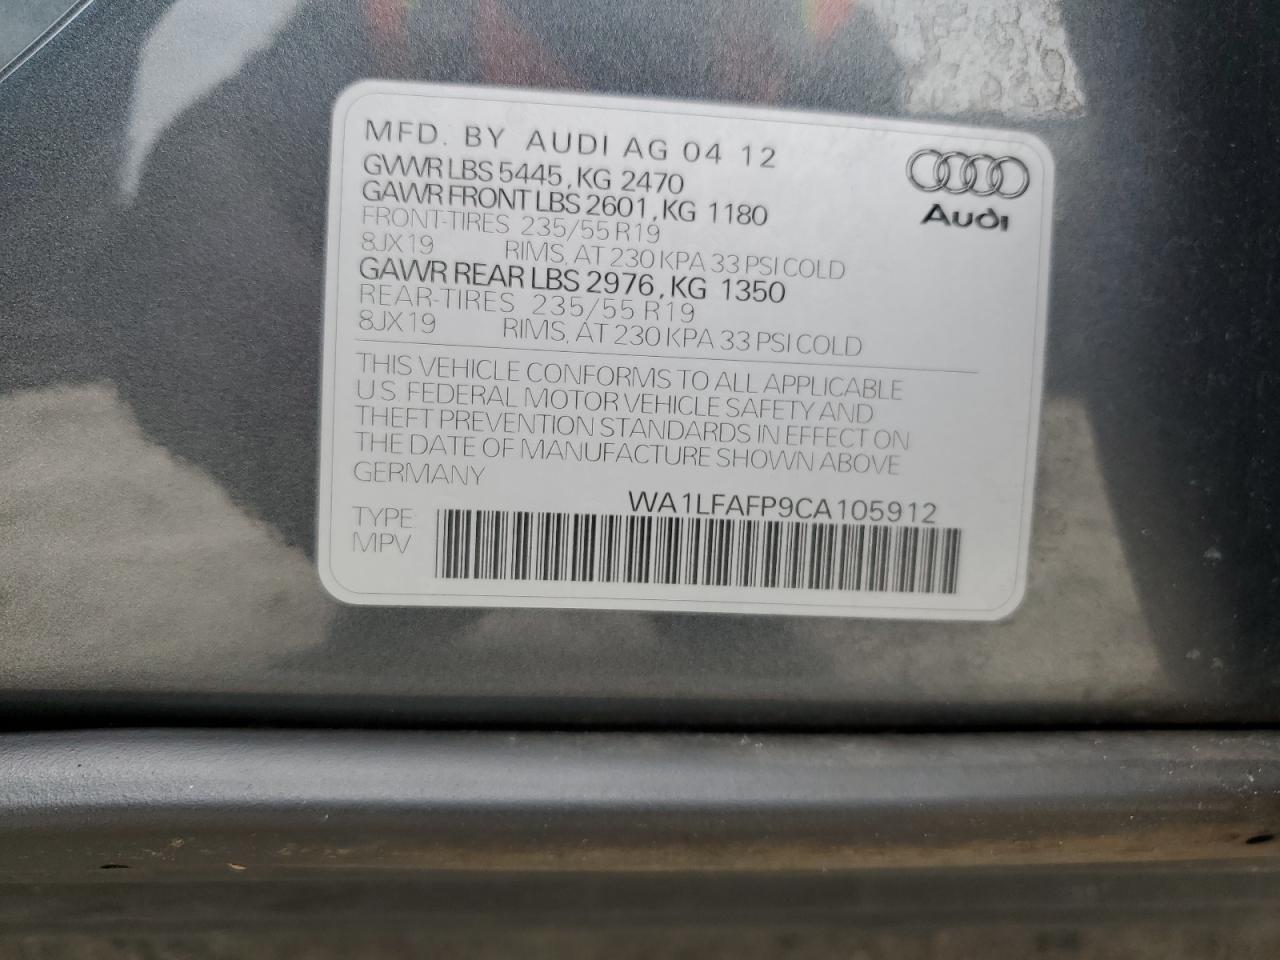 MFD. BY AUDI AG 04 12
GVWR LBS 5445, KG 2470
GAWR FRONT LBS 2601, KG 1180
FRONT-TIRES 235/55 R19
8JX19 RIMS, AT 230 KPA 33 PSI COLD
GAWR REAR LBS 2976, KG 1350
REAR-TIRES 235/55 R19
8JX19 RIMS, AT 230 KPA 33 PSI COLD
Audi
THIS VEHICLE CONFORMS TO ALL APPLICABLE
U.S. FEDERAL MOTOR VEHICLE SAFETY AND
THEFT PREVENTION STANDARDS IN EFFECT ON
THE DATE OF MANUFACTURE SHOWN ABOVE
GERMANY
WA1LFAFP9CA105912
TYPE
MPV